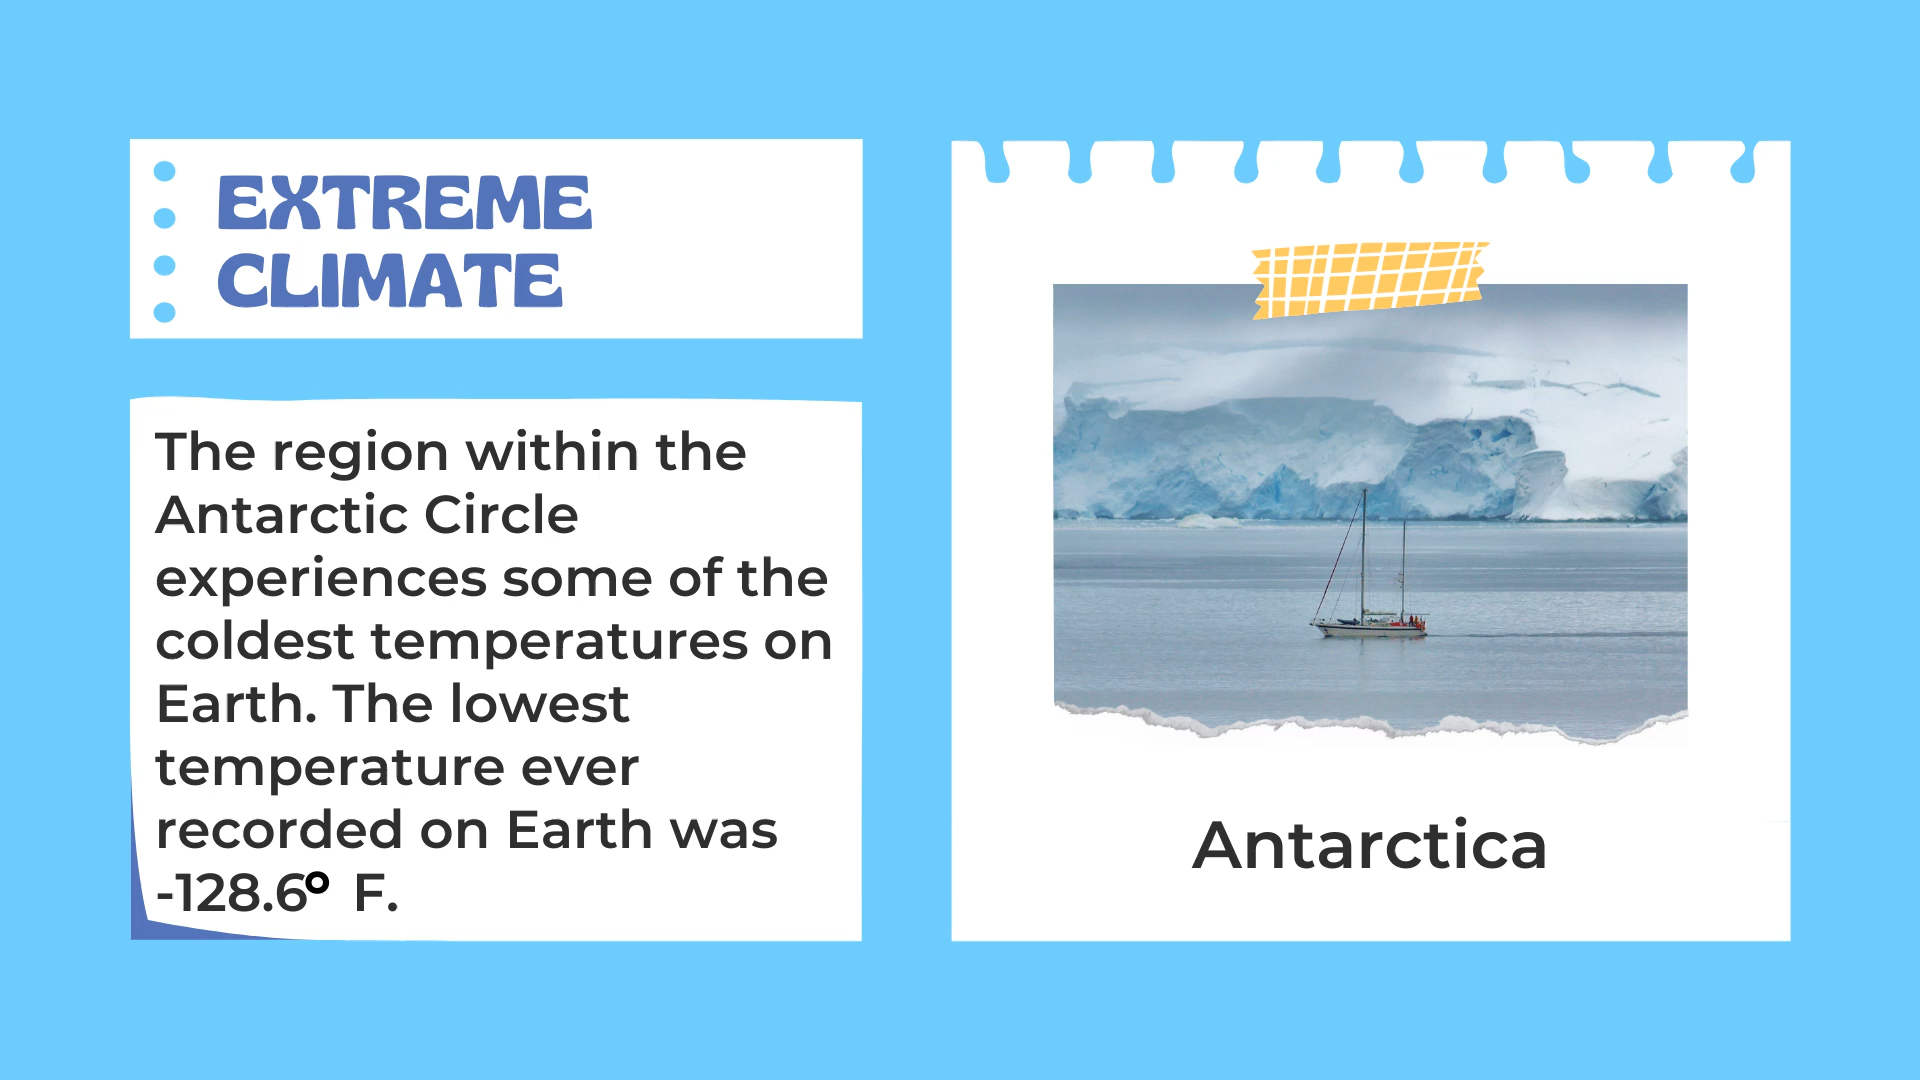 EXTREME
CLIMATE
The region within the
Antarctic Circle
experiences some of the
coldest temperatures on
Earth. The lowest
temperature ever
recorded on Earth was
-128.6° F.
Antarctica